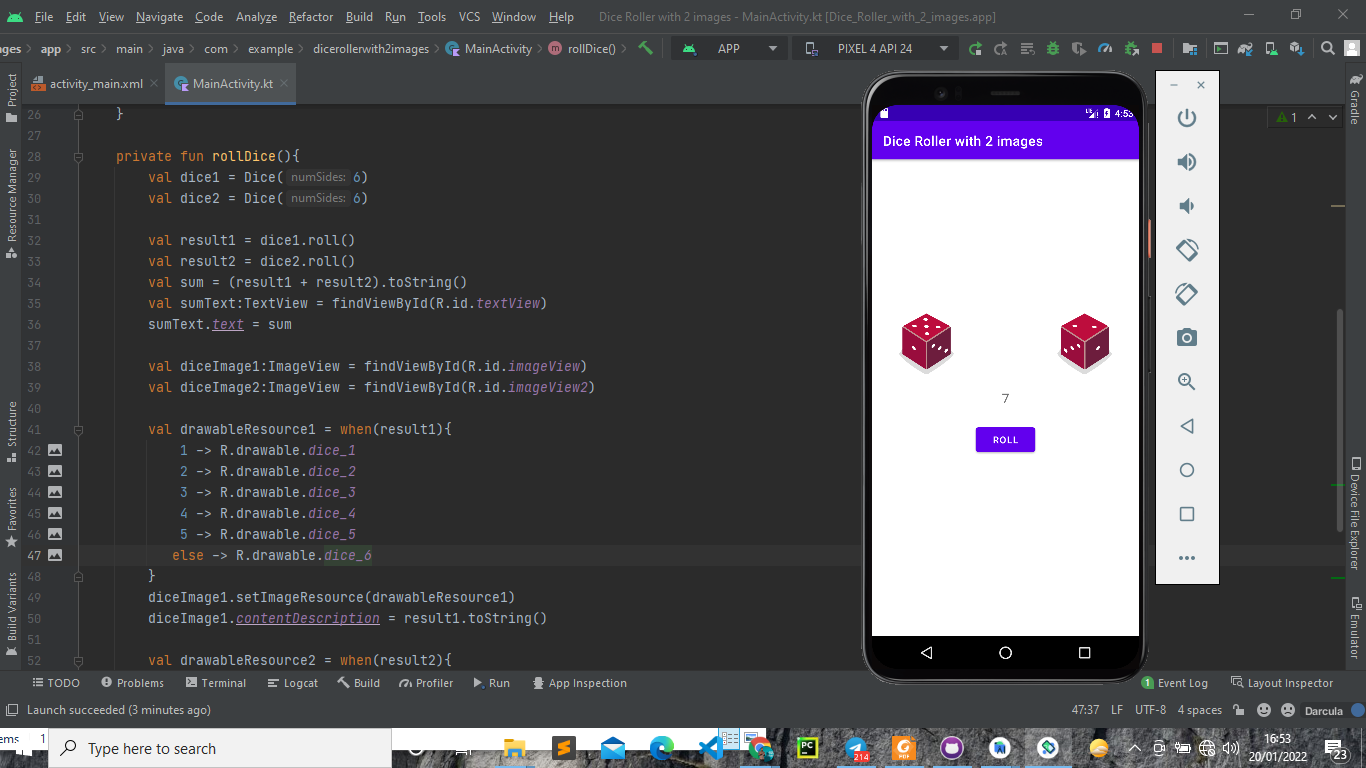 File Edit View Navigate Code Analyze Refactor Build Run Tools VCS Window Help Dice Roller with 2 images - MainActivity.kt [Dice_Roller_with_2_images.app]
ges app src main java com example dicerollerwith2images MainActivity rollDice() APP PIXEL 4 API 24
activity_main.xml MainActivity.kt
26 }
27
28 private fun rollDice(){
29 val dice1 = Dice( numSides: 6)
30 val dice2 = Dice( numSides: 6)
31
32 val result1 = dice1.roll()
33 val result2 = dice2.roll()
34 val sum = (result1 + result2).toString()
35 val sumText:TextView = findViewById(R.id.textView)
36 sumText.text = sum
37
38 val diceImage1:ImageView = findViewById(R.id.imageView)
39 val diceImage2:ImageView = findViewById(R.id.imageView2)
40
41 val drawableResource1 = when(result1){
42 1 -> R.drawable.dice_1
43 2 -> R.drawable.dice_2
44 3 -> R.drawable.dice_3
45 4 -> R.drawable.dice_4
46 5 -> R.drawable.dice_5
47 else -> R.drawable.dice_6
48 }
49 diceImage1.setImageResource(drawableResource1)
50 diceImage1.contentDescription = result1.toString()
51
52 val drawableResource2 = when(result2){
1
Project
Resource Manager
Structure
Favorites
Build Variants
Gradle
Device File Explorer
Emulator
4:53
Dice Roller with 2 images
7
ROLL
TODO Problems Terminal Logcat Build Profiler Run App Inspection 1 Event Log Layout Inspector
Launch succeeded (3 minutes ago) 47:37 LF UTF-8 4 spaces Darcula
ems 1
Type here to search
PC
214
PDF
16:53
20/01/2022
23